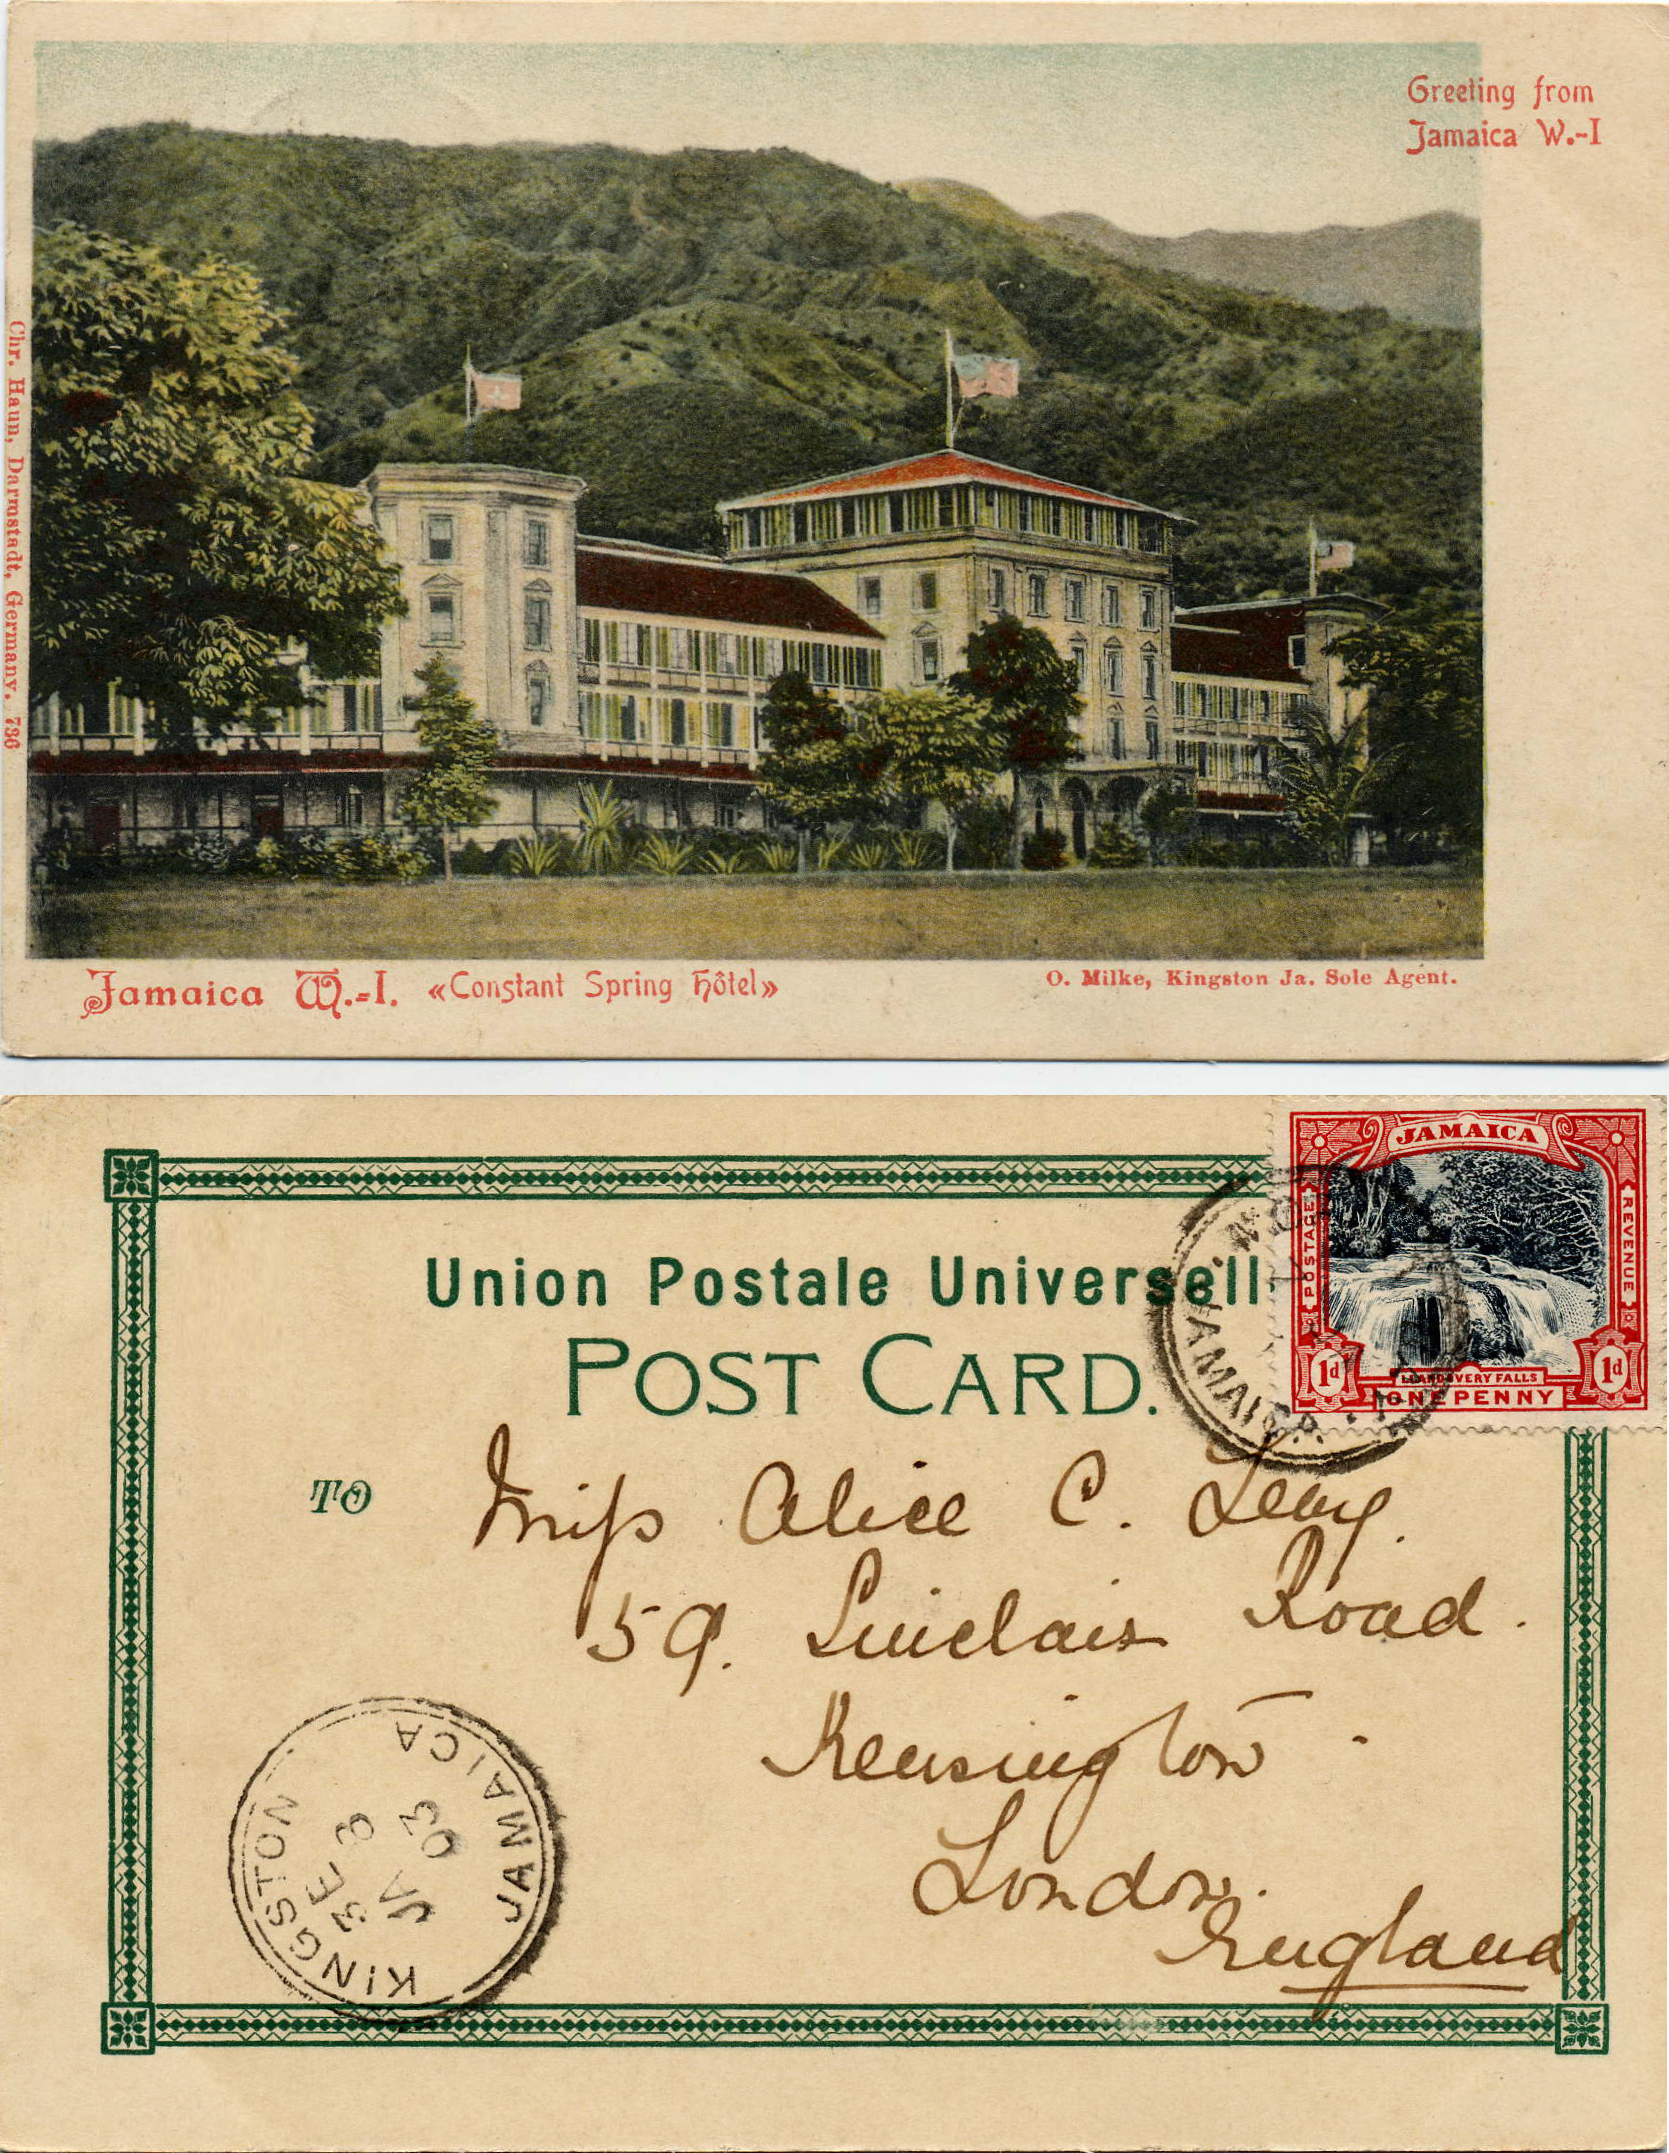 Greeting from
Jamaica W.-I
Chr. Haun, Darmstadt, Germany. 736
Jamaica W.-I. «Constant Spring Hôtel»
O. Milke, Kingston Ja. Sole Agent.
JAMAICA
POSTAGE
REVENUE
1d
1d
LLANDOVERY FALLS
ONE PENNY
JAMAICA
Union Postale Universell
POST CARD.
TO
Miss Alice C.
59. Sinclair Road.
Kensington.
London.
England
KINGSTON JAMAICA
JA 03